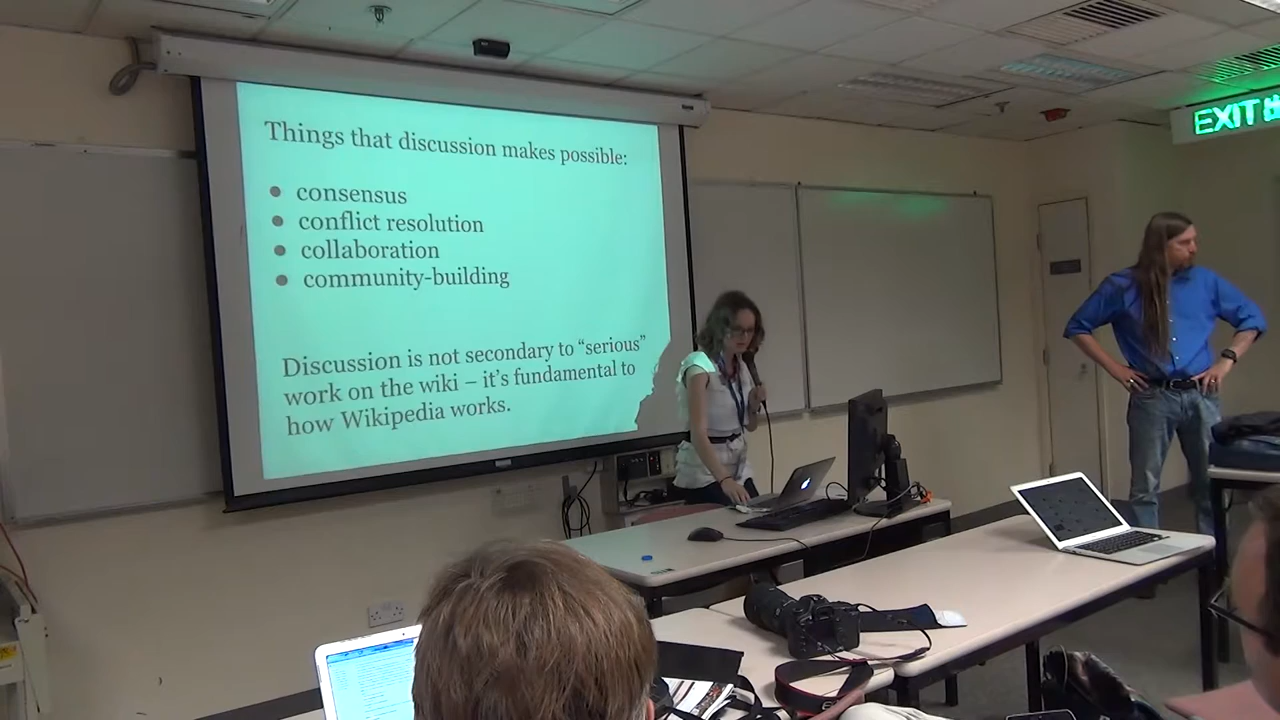 Things that discussion makes possible:
consensus
conflict resolution
collaboration
community-building
Discussion is not secondary to “serious”
work on the wiki – it’s fundamental to
how Wikipedia works.
EXIT